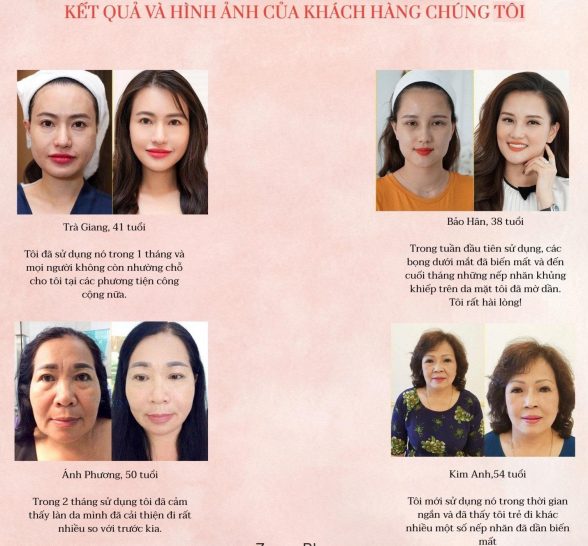 KẾT QUẢ VÀ HÌNH ẢNH CỦA KHÁCH HÀNG CHÚNG TÔI
Trà Giang, 41 tuổi
Tôi đã sử dụng nó trong 1 tháng và
mọi người không còn nhường chỗ
cho tôi tại các phương tiện công
cộng nữa.
Bảo Hân, 38 tuổi
Trong tuần đầu tiên sử dụng, các
bọng dưới mắt đã biến mất và đến
cuối tháng những nếp nhăn khủng
khiếp trên da mặt tôi đã mờ dần.
Tôi rất hài lòng!
Ánh Phương, 50 tuổi
Trong 2 tháng sử dụng tôi đã cảm
thấy làn da mình đã cải thiện đi rất
nhiều so với trước kia.
Kim Anh,54 tuổi
Tôi mới sử dụng nó trong thời gian
ngắn và đã thấy tôi trẻ đi khác
nhiều một số nếp nhăn đã dần biến
mất